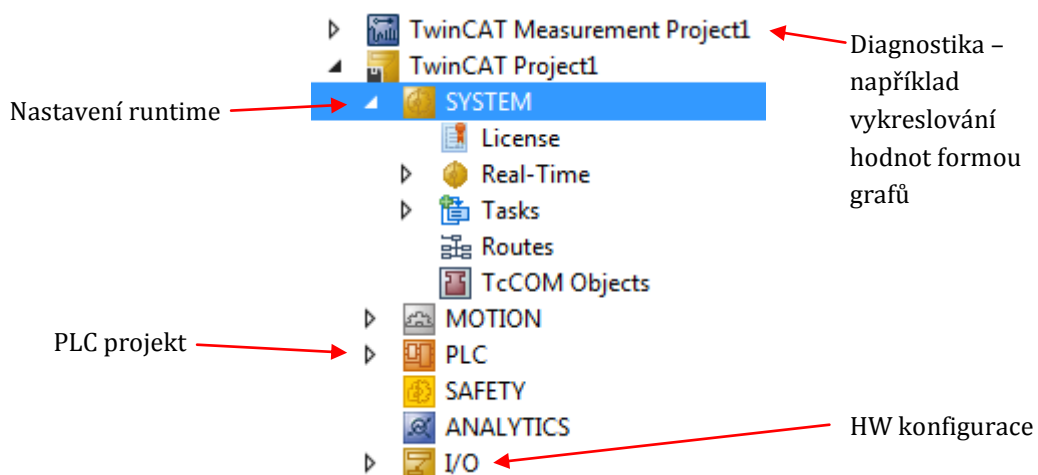 TwinCAT Measurement Project1
TwinCAT Project1
SYSTEM
License
Real-Time
Tasks
Routes
TcCOM Objects
MOTION
PLC
SAFETY
ANALYTICS
I/O
Nastavení runtime
PLC projekt
Diagnostika –
například
vykreslování
hodnot formou
grafů
HW konfigurace